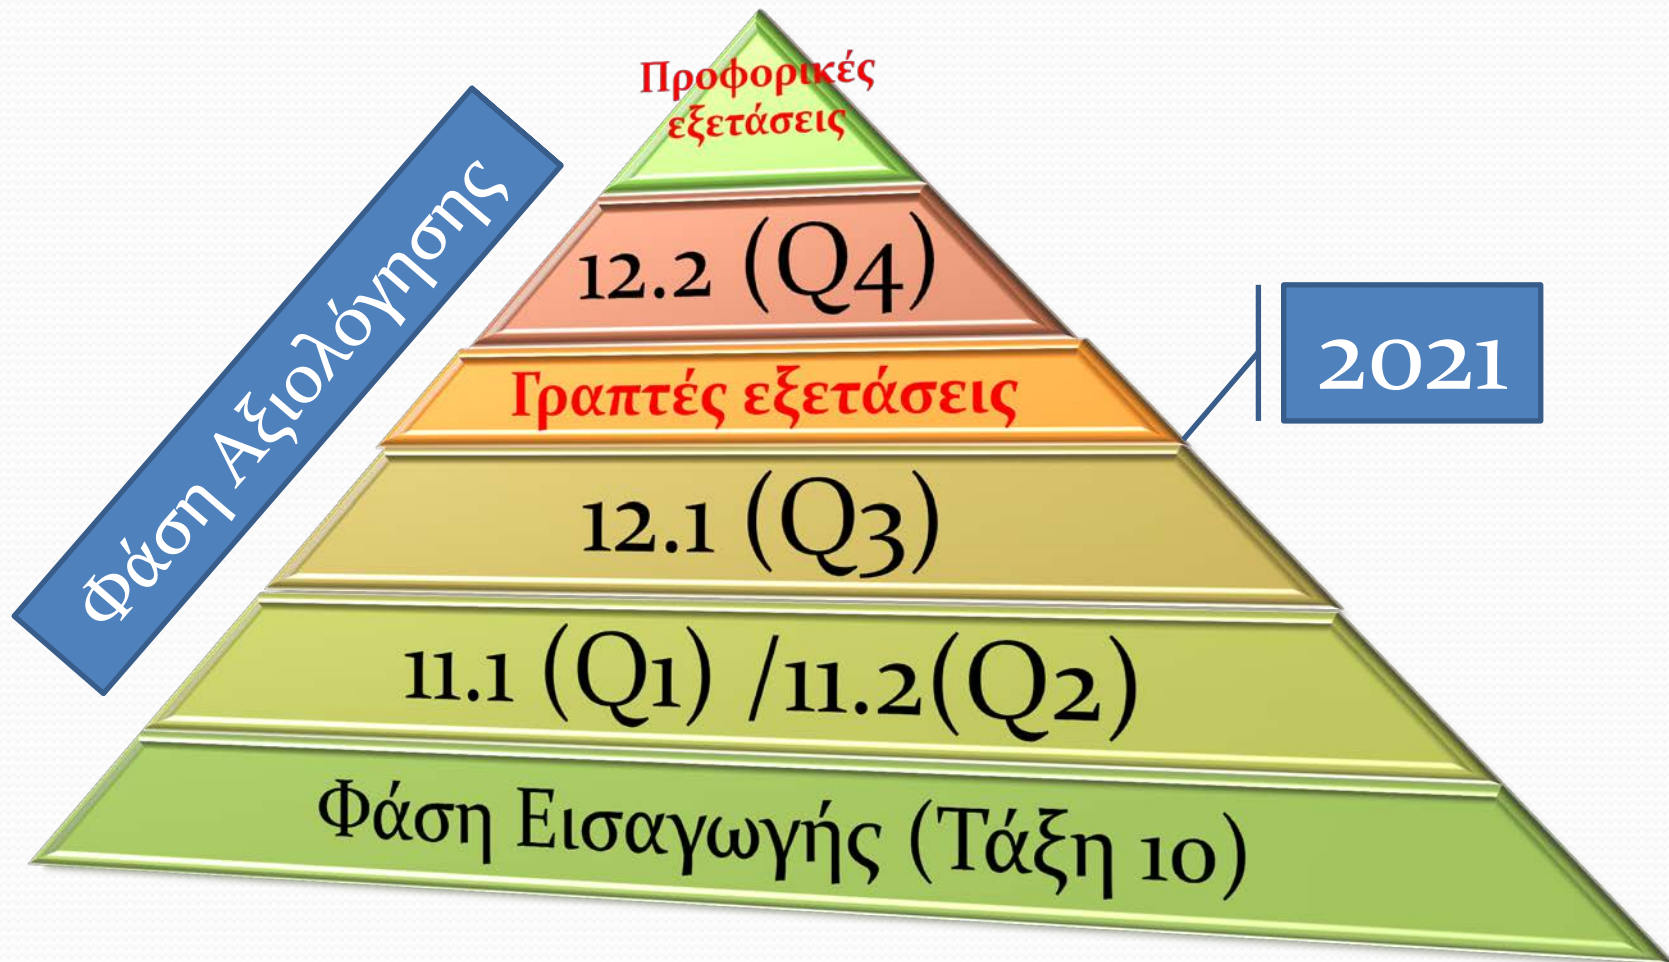 Προφορικές
εξετάσεις
12.2 (Q4)
Γραπτές εξετάσεις
12.1 (Q3)
11.1 (Q1) /11.2(Q2)
Φάση Εισαγωγής (Τάξη 10)
Φάση Αξιολόγησης
2021